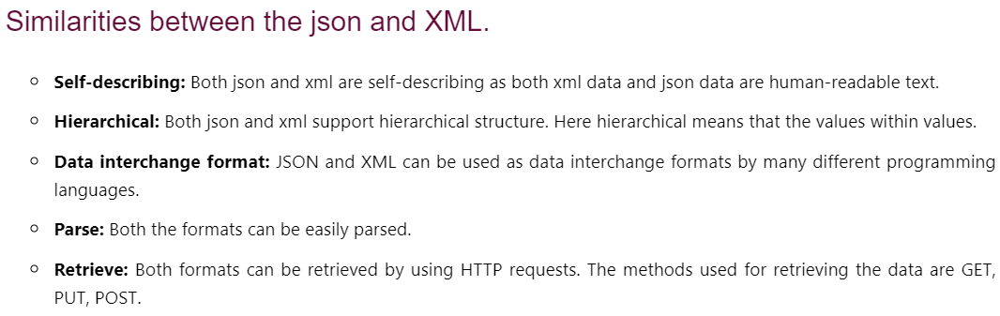 Similarities between the json and XML.
Self-describing: Both json and xml are self-describing as both xml data and json data are human-readable text.
Hierarchical: Both json and xml support hierarchical structure. Here hierarchical means that the values within values.
Data interchange format: JSON and XML can be used as data interchange formats by many different programming
languages.
Parse: Both the formats can be easily parsed.
Retrieve: Both formats can be retrieved by using HTTP requests. The methods used for retrieving the data are GET,
PUT, POST.